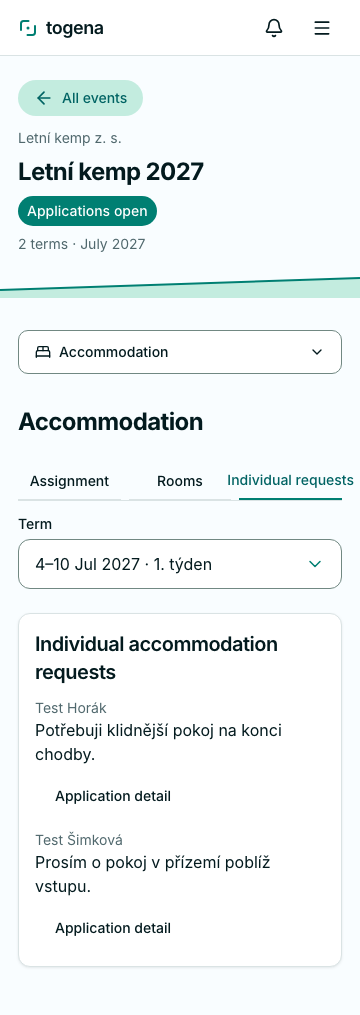 togena
All events
Letní kemp z. s.
Letní kemp 2027
Applications open
2 terms · July 2027
Accommodation
Accommodation
Assignment
Rooms
Individual requests
Term
4–10 Jul 2027 · 1. týden
Individual accommodation
requests
Test Horák
Potřebuji klidnější pokoj na konci
chodby.
Application detail
Test Šimková
Prosím o pokoj v přízemí poblíž
vstupu.
Application detail